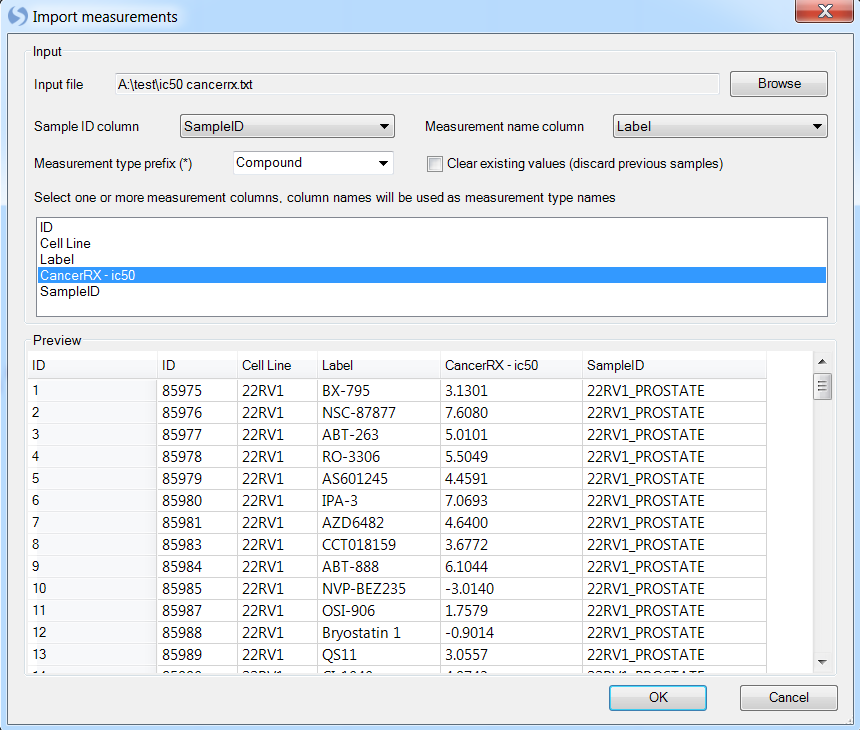 Import measurements
Input
Input file A:\test\ic50 cancerrx.txt Browse
Sample ID column SampleID Measurement name column Label
Measurement type prefix (*) Compound Clear existing values (discard previous samples)
Select one or more measurement columns, column names will be used as measurement type names
ID
Cell Line
Label
CancerRX - ic50
SampleID
Preview
ID ID Cell Line Label CancerRX - ic50 SampleID
1 85975 22RV1 BX-795 3.1301 22RV1_PROSTATE
2 85976 22RV1 NSC-87877 7.6080 22RV1_PROSTATE
3 85977 22RV1 ABT-263 5.0101 22RV1_PROSTATE
4 85978 22RV1 RO-3306 5.5049 22RV1_PROSTATE
5 85979 22RV1 AS601245 4.4591 22RV1_PROSTATE
6 85980 22RV1 IPA-3 7.0693 22RV1_PROSTATE
7 85981 22RV1 AZD6482 4.6400 22RV1_PROSTATE
8 85983 22RV1 CCT018159 3.6772 22RV1_PROSTATE
9 85984 22RV1 ABT-888 6.1044 22RV1_PROSTATE
10 85985 22RV1 NVP-BEZ235 -3.0140 22RV1_PROSTATE
11 85987 22RV1 OSI-906 1.7579 22RV1_PROSTATE
12 85988 22RV1 Bryostatin 1 -0.9014 22RV1_PROSTATE
13 85989 22RV1 QS11 3.0557 22RV1_PROSTATE
OK Cancel